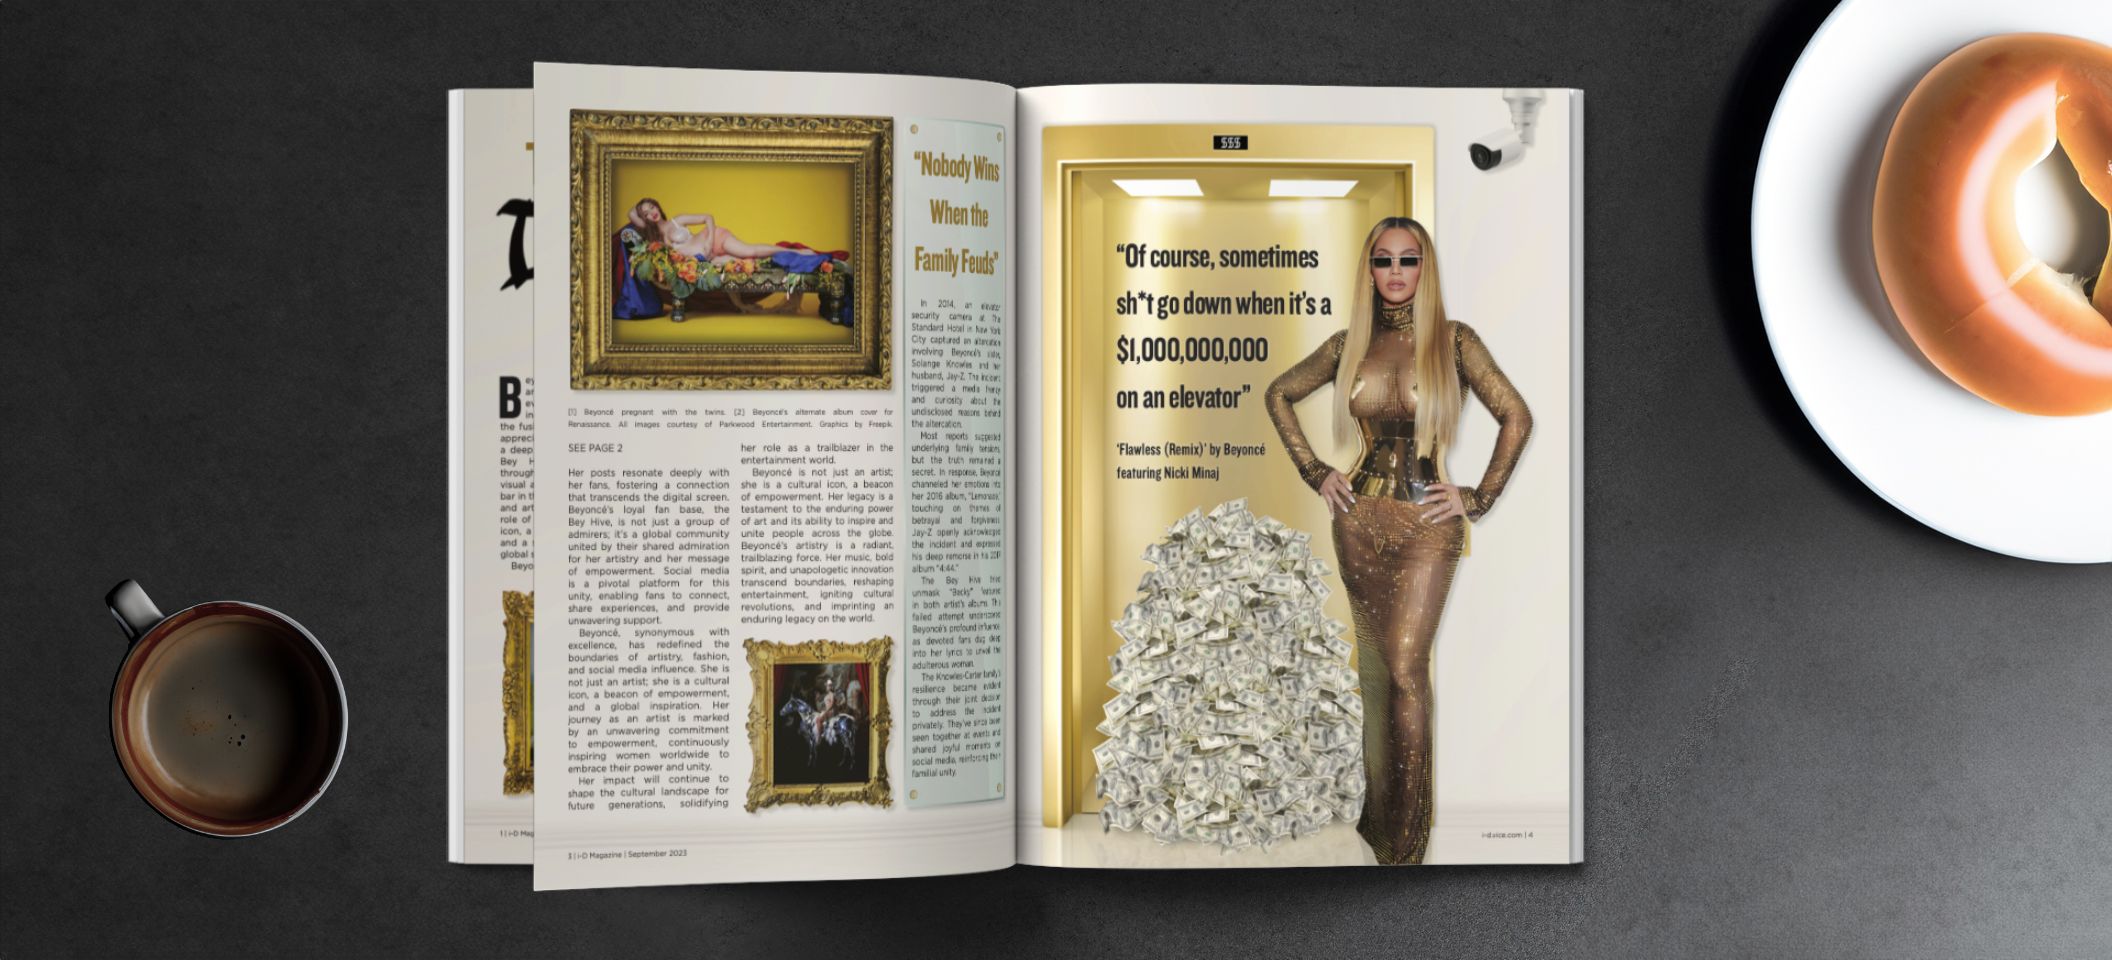 B
the fus
appreci
a deep
Bey H
through
visual a
bar in t
and art
role of
icon, a
and a
global s
Beyo
1 | i-D Mag
[1] Beyoncé pregnant with the twins. [2] Beyoncé's alternate album cover for
Renaissance. All images courtesy of Parkwood Entertainment. Graphics by Freepik.
SEE PAGE 2
Her posts resonate deeply with
her fans, fostering a connection
that transcends the digital screen.
Beyoncé's loyal fan base, the
Bey Hive, is not just a group of
admirers; it's a global community
united by their shared admiration
for her artistry and her message
of empowerment. Social media
is a pivotal platform for this
unity, enabling fans to connect,
share experiences, and provide
unwavering support.
Beyoncé, synonymous with
excellence, has redefined the
boundaries of artistry, fashion,
and social media influence. She is
not just an artist; she is a cultural
icon, a beacon of empowerment,
and a global inspiration. Her
journey as an artist is marked
by an unwavering commitment
to empowerment, continuously
inspiring women worldwide to
embrace their power and unity.
Her impact will continue to
shape the cultural landscape for
future generations, solidifying
her role as a trailblazer in the
entertainment world.
Beyoncé is not just an artist;
she is a cultural icon, a beacon
of empowerment. Her legacy is a
testament to the enduring power
of art and its ability to inspire and
unite people across the globe.
Beyoncé's artistry is a radiant,
trailblazing force. Her music, bold
spirit, and unapologetic innovation
transcend boundaries, reshaping
entertainment, igniting cultural
revolutions, and imprinting an
enduring legacy on the world.
3 | i-D Magazine | September 2023
"Nobody Wins
When the
Family Feuds"
In 2014, an elevator
security camera at The
Standard Hotel in New York
City captured an altercation
involving Beyoncé's sister,
Solange Knowles and her
husband, Jay-Z. The incident
triggered a media frenzy
and curiosity about the
undisclosed reasons behind
the altercation.
Most reports suggested
underlying family tensions,
but the truth remained a
secret. In response, Beyoncé
channeled her emotions into
her 2016 album, "Lemonade,"
touching on themes of
betrayal and forgiveness.
Jay-Z openly acknowledged
the incident and expressed
his deep remorse in his 2017
album "4:44."
The Bey Hive tried
unmask "Becky" featured
in both artist's albums. This
failed attempt underscores
Beyoncé's profound influence,
as devoted fans dug deep
into her lyrics to unveil the
adulterous woman.
The Knowles-Carter family's
resilience became evident
through their joint decision
to address the incident
privately. They've since been
seen together at events and
shared joyful moments on
social media, reinforcing their
familial unity.
$$$
"Of course, sometimes
sh*t go down when it's a
$1,000,000,000
on an elevator"
'Flawless (Remix)' by Beyoncé
featuring Nicki Minaj
i-d.vice.com | 4